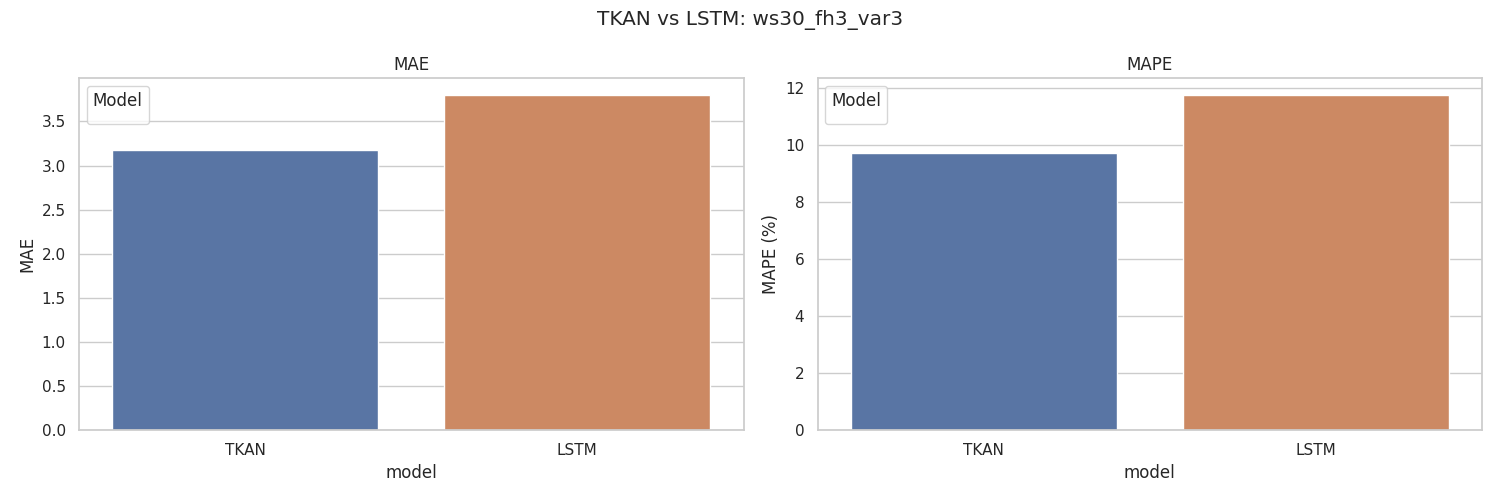 TKAN vs LSTM: ws30_fh3_var3
MAE
Model
3.5
3.0
2.5
2.0
1.5
1.0
0.5
0.0
MAE
TKAN
LSTM
model
MAPE
Model
12
10
8
6
4
2
0
MAPE (%)
TKAN
LSTM
model